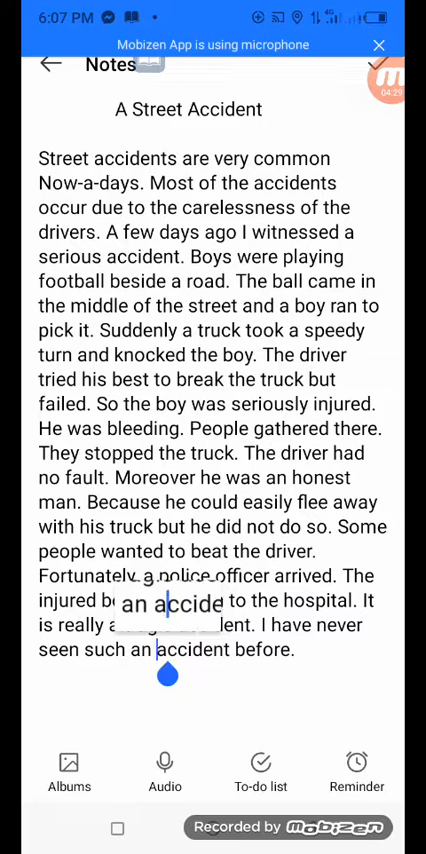 6:07 PM
4G
Mobizen App is using microphone
Notes
04:29
A Street Accident
Street accidents are very common
Now-a-days. Most of the accidents
occur due to the carelessness of the
drivers. A few days ago I witnessed a
serious accident. Boys were playing
football beside a road. The ball came in
the middle of the street and a boy ran to
pick it. Suddenly a truck took a speedy
turn and knocked the boy. The driver
tried his best to break the truck but
failed. So the boy was seriously injured.
He was bleeding. People gathered there.
They stopped the truck. The driver had
no fault. Moreover he was an honest
man. Because he could easily flee away
with his truck but he did not do so. Some
people wanted to beat the driver.
Fortunately a police officer arrived. The
injured to the hospital. It
an accide
is really I have never
seen such an accident before.
Albums
Audio
To-do list
Reminder
Recorded by mobizen